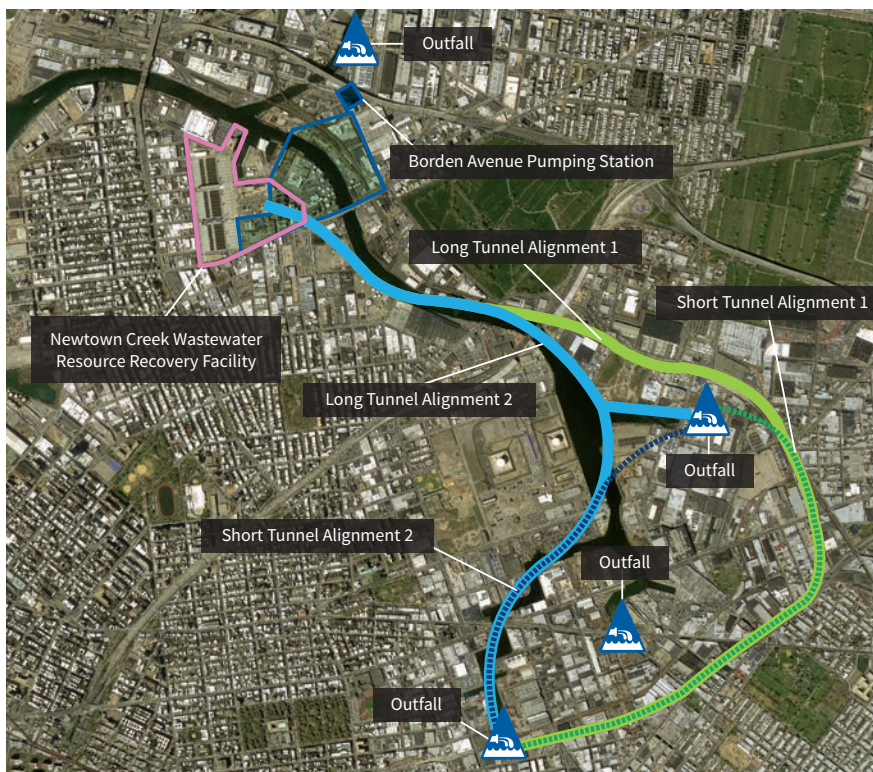 Outfall
Borden Avenue Pumping Station
Long Tunnel Alignment 1
Short Tunnel Alignment 1
Newtown Creek Wastewater
Resource Recovery Facility
Long Tunnel Alignment 2
Outfall
Short Tunnel Alignment 2
Outfall
Outfall